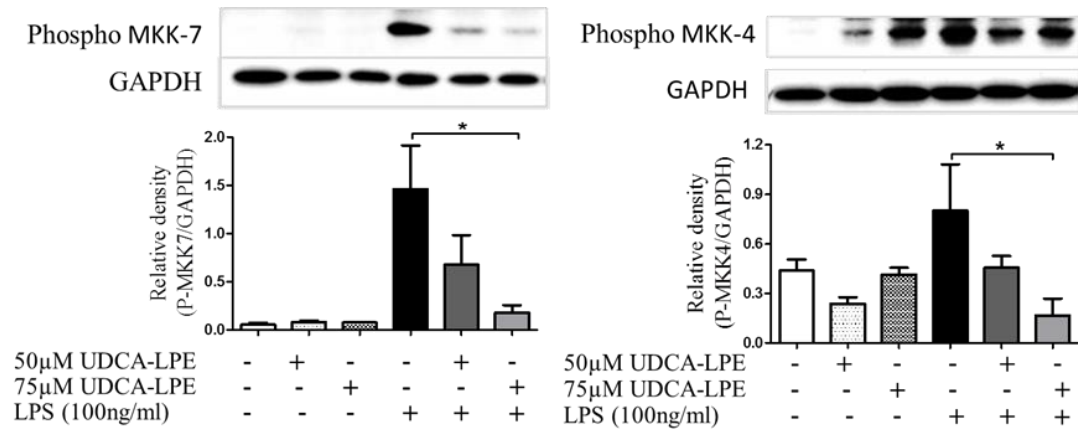 Phospho MKK-7
GAPDH
*
Relative density
(P-MKK7/GAPDH)
2.0
1.5
1.0
0.5
0.0
50µM UDCA-LPE - + - - + -
75µM UDCA-LPE - - + - - +
LPS (100ng/ml) - - - + + +
Phospho MKK-4
GAPDH
*
Relative density
(P-MKK4/GAPDH)
1.2
0.9
0.6
0.3
0.0
50µM UDCA-LPE - + - - + -
75µM UDCA-LPE - - + - - +
LPS (100ng/ml) - - - + + +